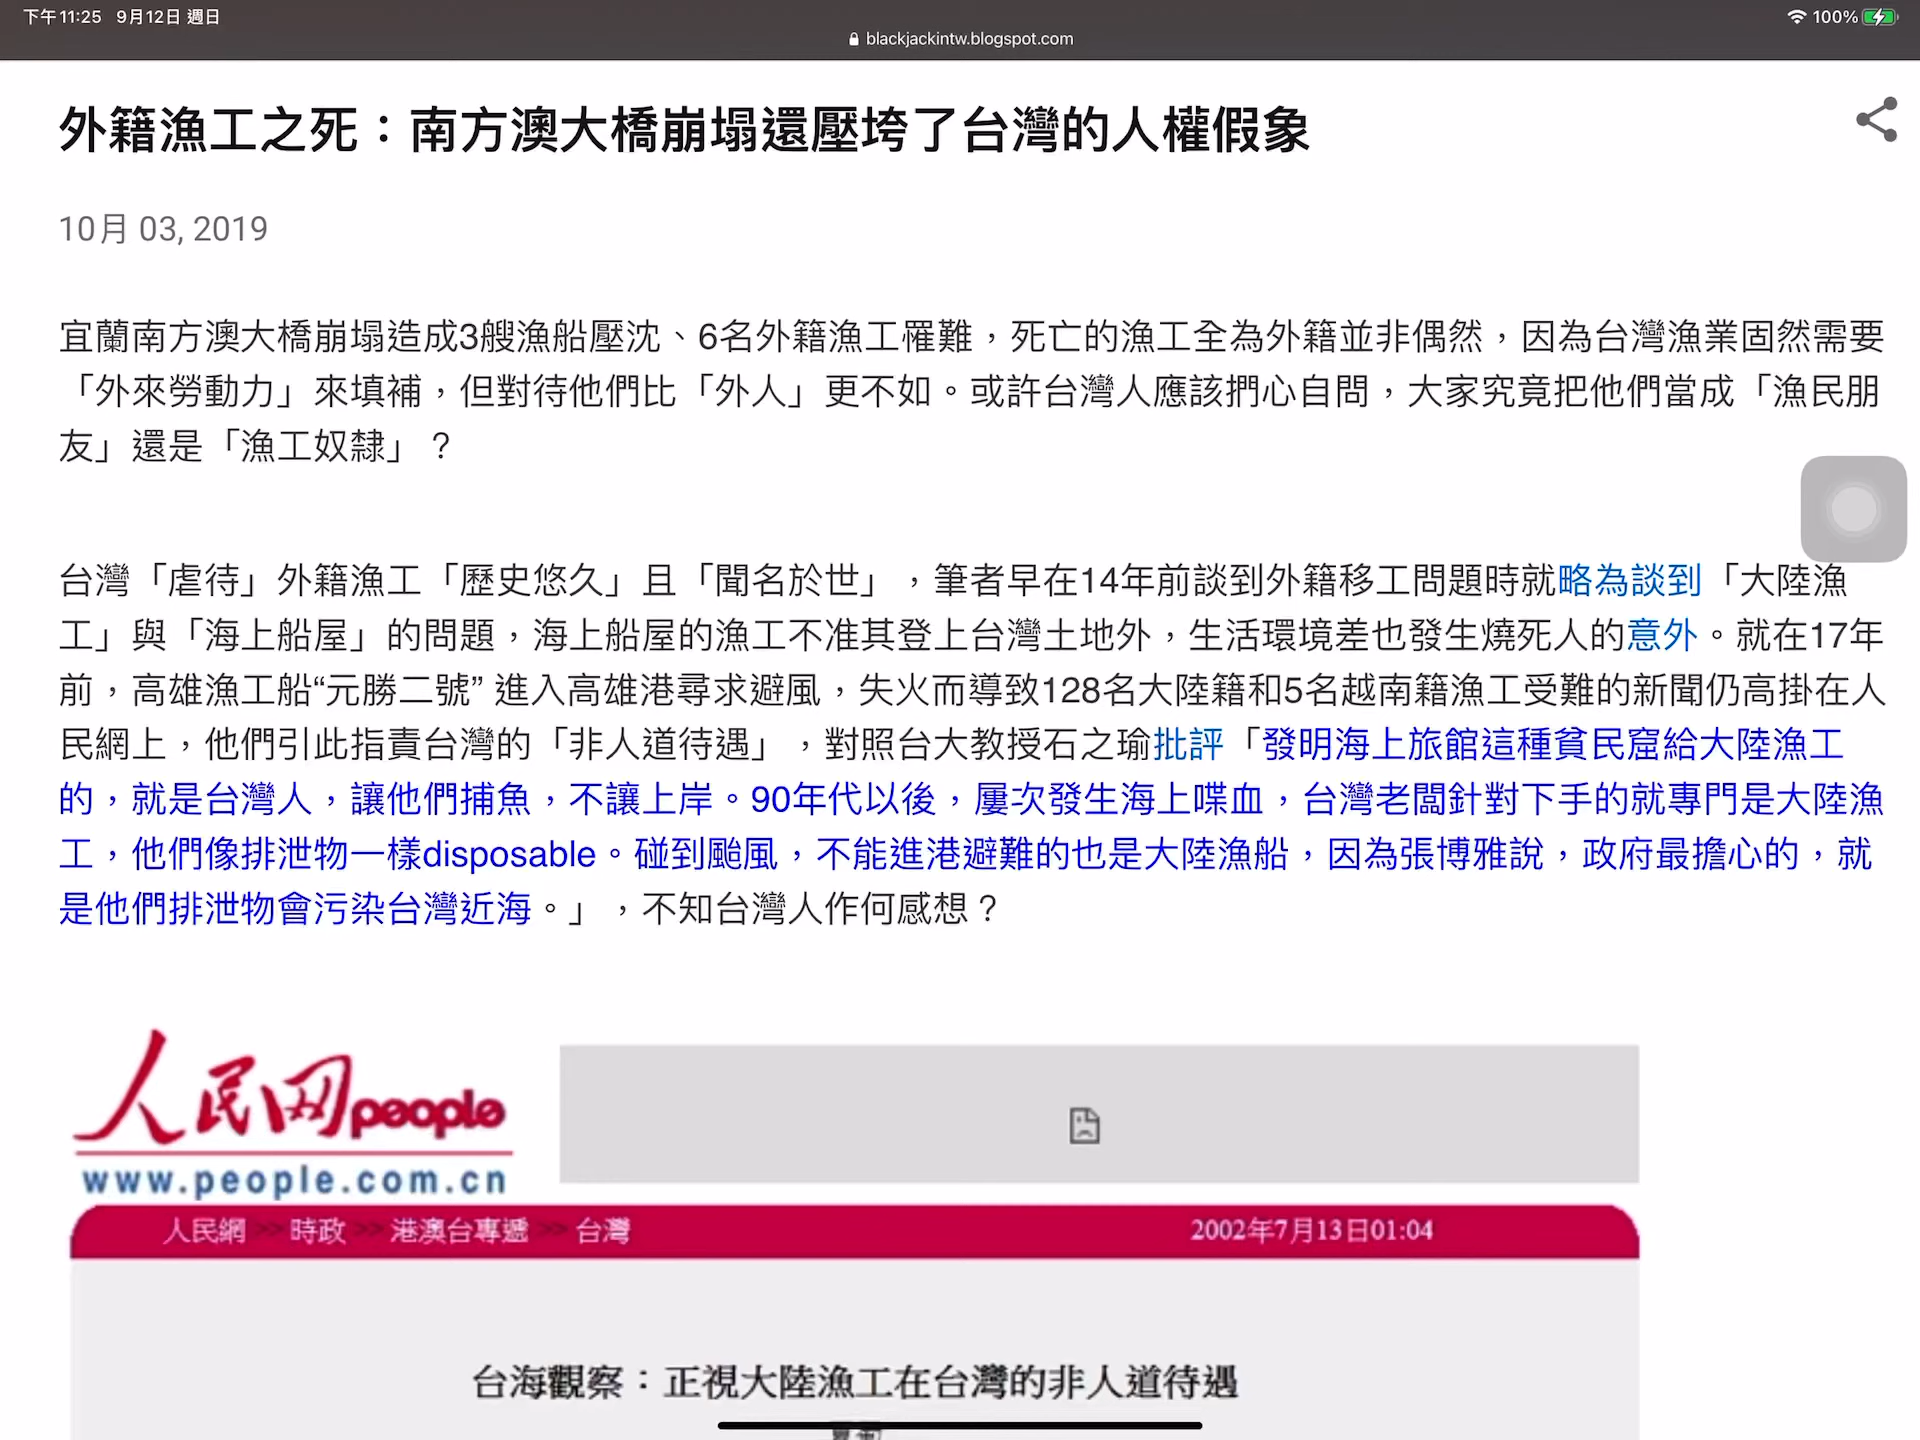 下午11:25 9月12日 週日
100%
blackjackintw.blogspot.com
外籍漁工之死：南方澳大橋崩塌還壓垮了台灣的人權假象
10月 03, 2019
宜蘭南方澳大橋崩塌造成3艘漁船壓沈、6名外籍漁工罹難，死亡的漁工全為外籍並非偶然，因為台灣漁業固然需要
「外來勞動力」來填補，但對待他們比「外人」更不如。或許台灣人應該捫心自問，大家究竟把他們當成「漁民朋
友」還是「漁工奴隸」？
台灣「虐待」外籍漁工「歷史悠久」且「聞名於世」，筆者早在14年前談到外籍移工問題時就略為談到「大陸漁
工」與「海上船屋」的問題，海上船屋的漁工不准其登上台灣土地外，生活環境差也發生燒死人的意外。就在17年
前，高雄漁工船“元勝二號” 進入高雄港尋求避風，失火而導致128名大陸籍和5名越南籍漁工受難的新聞仍高掛在人
民網上，他們引此指責台灣的「非人道待遇」，對照台大教授石之瑜批評「發明海上旅館這種貧民窟給大陸漁工
的，就是台灣人，讓他們捕魚，不讓上岸。90年代以後，屢次發生海上喋血，台灣老闆針對下手的就專門是大陸漁
工，他們像排泄物一樣disposable。碰到颱風，不能進港避難的也是大陸漁船，因為張博雅說，政府最擔心的，就
是他們排泄物會污染台灣近海。」，不知台灣人作何感想？
人民网 people
www.people.com.cn
人民網 >> 時政 >> 港澳台專遞 >> 台灣 2002年7月13日01:04
台海觀察：正視大陸漁工在台灣的非人道待遇